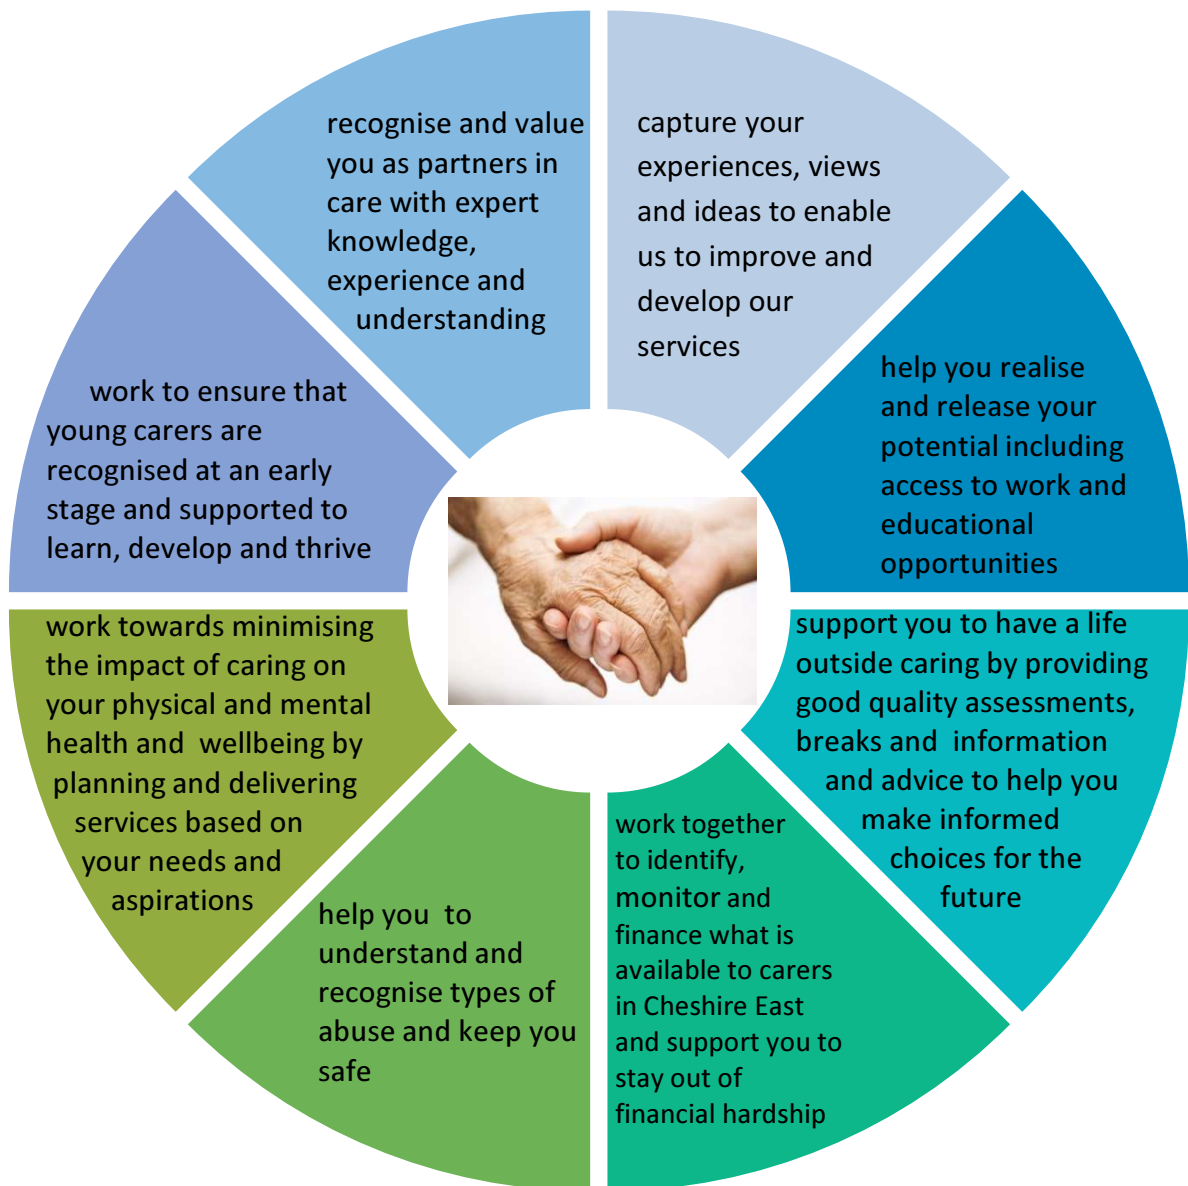 recognise and value
you as partners in
care with expert
knowledge,
experience and
understanding
capture your
experiences, views
and ideas to enable
us to improve and
develop our
services
help you realise
and release your
potential including
access to work and
educational
opportunities
support you to have a life
outside caring by providing
good quality assessments,
breaks and  information
and advice to help you
make informed
choices for the
future
work together
to identify,
monitor and
finance what is
available to carers
in Cheshire East
and support you to
stay out of
financial hardship
help you  to
understand and
recognise types of
abuse and keep you
safe
work towards minimising
the impact of caring on
your physical and mental
health and  wellbeing by
planning and delivering
services based on
your needs and
aspirations
work to ensure that
young carers are
recognised at an early
stage and supported to
learn, develop and thrive